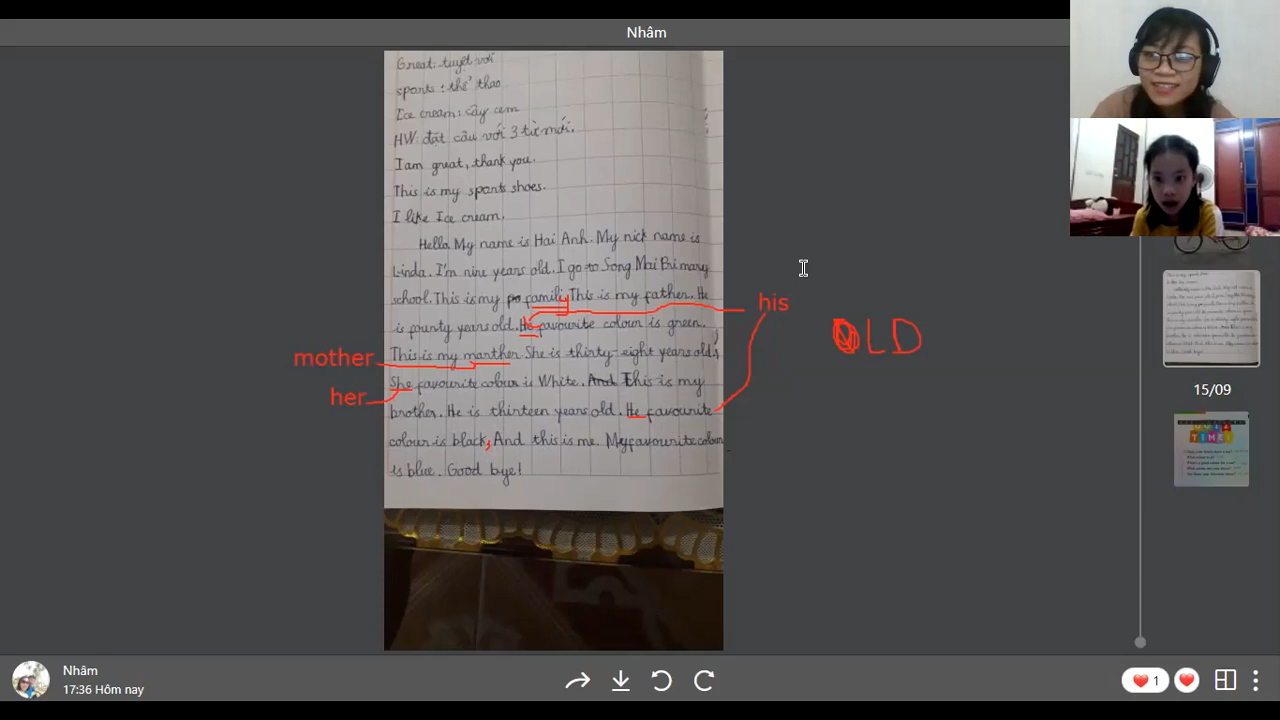 Nhâm
Great: tuyệt vời
sports: thể thao
Ice cream: cây cem
HW: đặt câu với 3 từ mới.
I am great, thank you.
This is my sports shoes.
I like Ice cream.
Hello. My name is Hai Anh. My nick name is
Linda. I'm nine years old. I go to Song Mai Primary
school. This is my family This is my father. He
is pounty years old. He favourite colour is green.
This is my manther She is thirty-eight years old.
She favourite colour is White. And This is my
brother. He is thirteen years old. He favourite
colour is black, And this is me. My favourite colour
is blue. Good bye!
his
mother
her
OLD
15/09
QUIZ
TIME!
Nhâm
17:36 Hôm nay
1